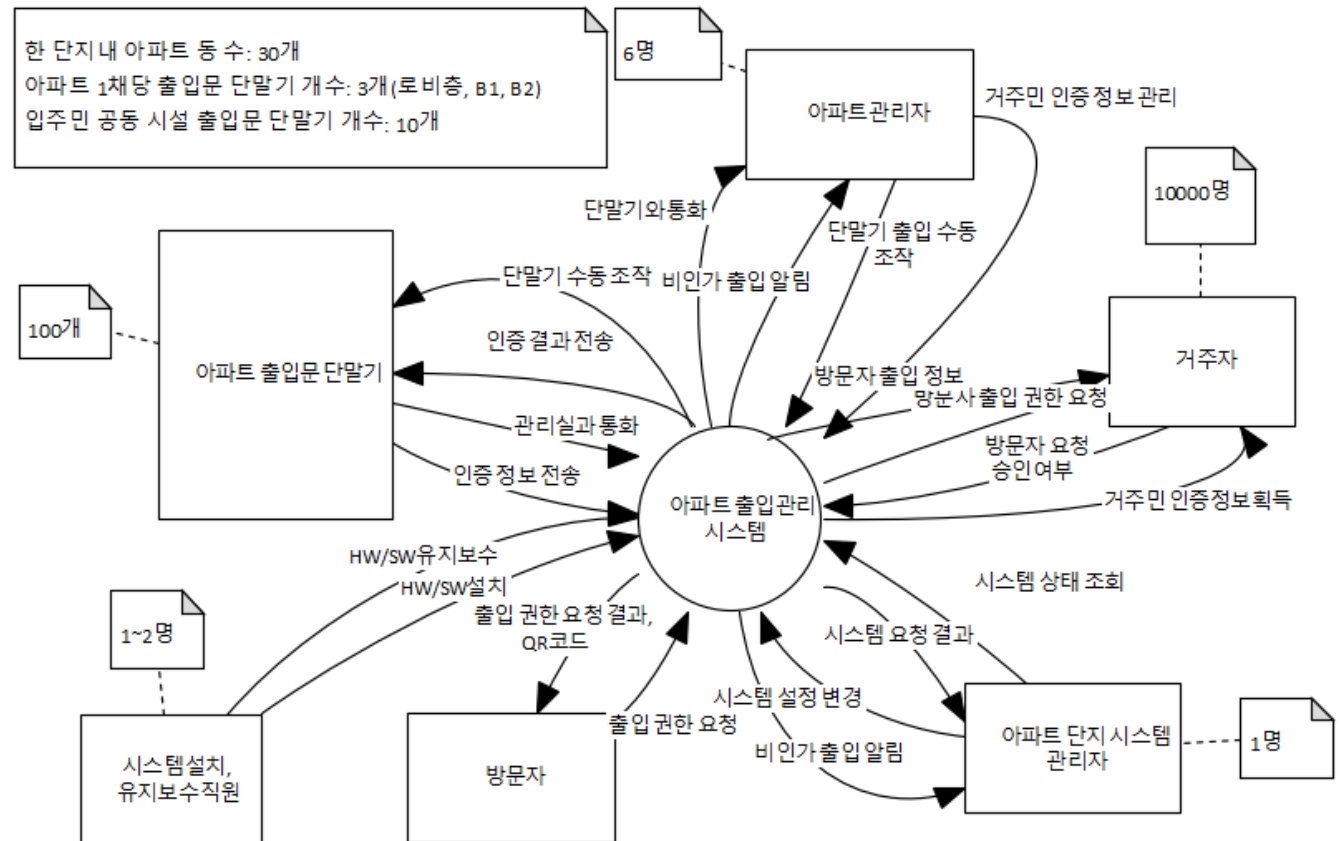 한 단지내 아파트 동 수: 30개
아파트 1채당 출입문 단말기 개수: 3개(로비층, B1, B2)
입주민 공동 시설 출입문 단말기 개수: 10개
6명
아파트관리자
거주민 인증 정보 관리
10000명
단말기와통화
단말기 출입 수동
조작
비인가 출입 알림
단말기 수동 조작
100개
인증 결과 전송
아파트 출입문 단말기
거주자
방문자 출입 정보
방문자 출입 권한 요청
관리실과 통화
인증 정보 전송
방문자 요청
승인여부
아파트 출입관리
시스템
거주민 인증정보획득
HW/SW유지보수
HW/SW설치
시스템 상태 조회
1~2명
출입 권한 요청 결과,
QR코드
시스템 요청 결과
시스템 설정 변경
출입 권한 요청
비인가 출입 알림
아파트 단지 시스템
관리자
1명
시스템설치,
유지보수직원
방문자